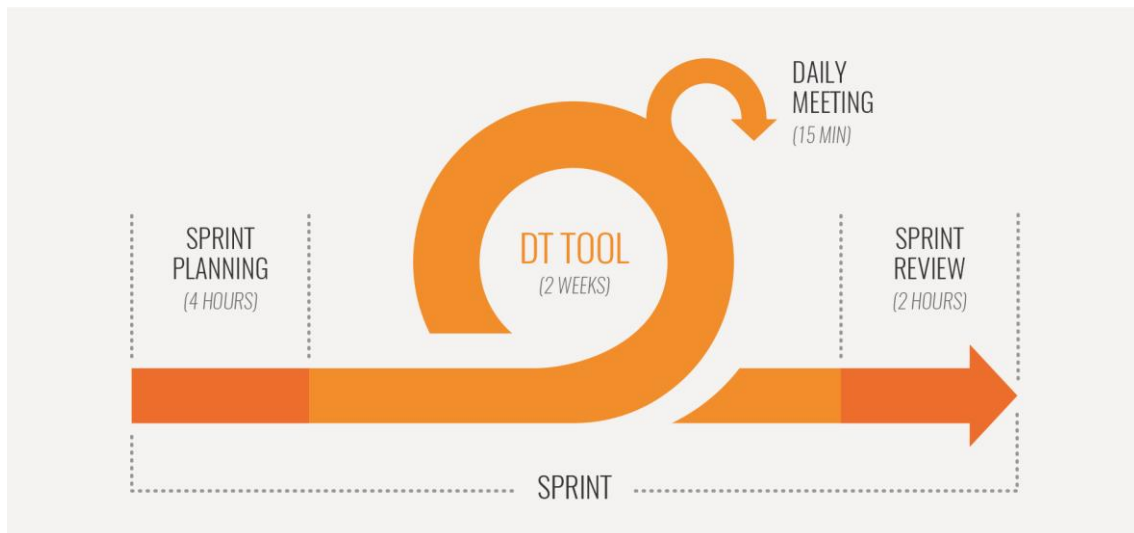 SPRINT
PLANNING
(4 HOURS)
DT TOOL
(2 WEEKS)
DAILY
MEETING
(15 MIN)
SPRINT
REVIEW
(2 HOURS)
SPRINT